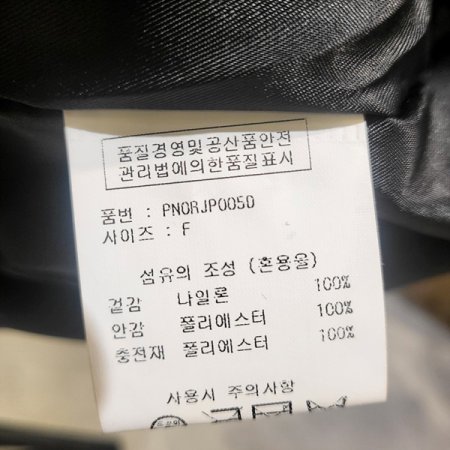 품질경영및공산품안전
관리법에의한품질표시
품번 : PNORJP005D
사이즈 : F
섬유의 조성 (혼용율)
겉감 나일론 100%
안감 폴리에스터 100%
충전재 폴리에스터 100%
사용시 주의사항